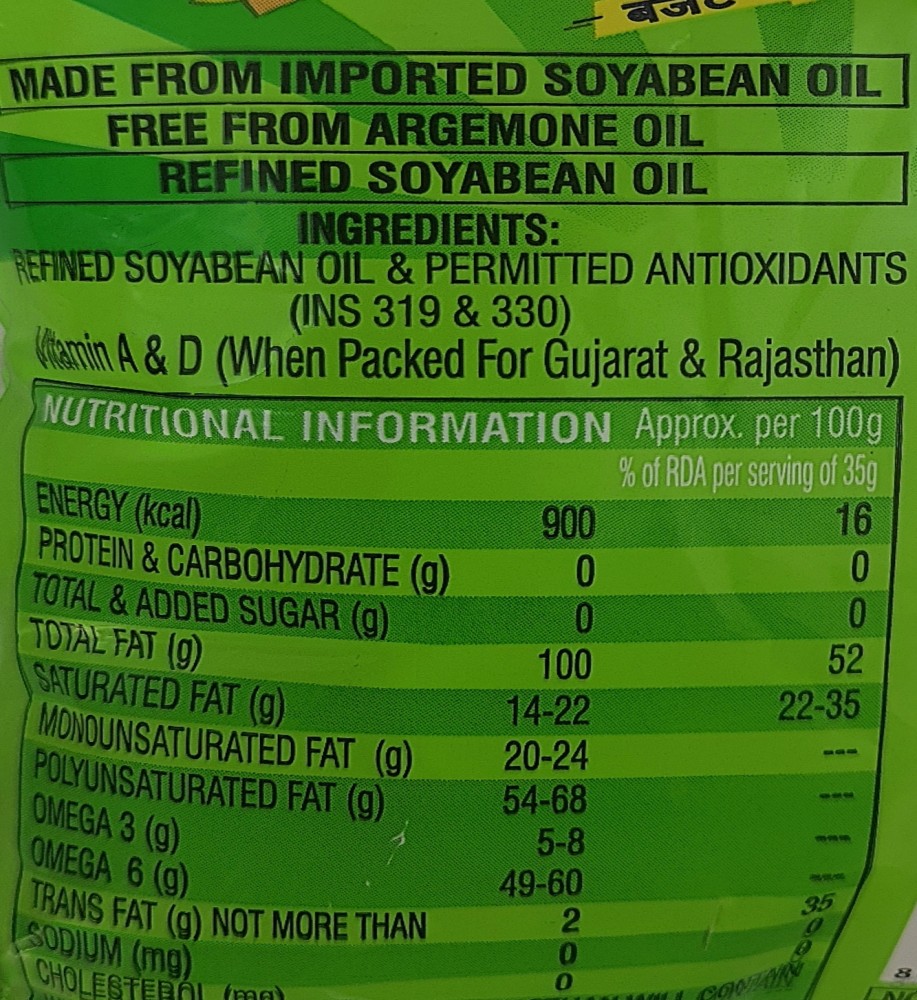 MADE FROM IMPORTED SOYABEAN OIL
FREE FROM ARGEMONE OIL
REFINED SOYABEAN OIL
INGREDIENTS:
REFINED SOYABEAN OIL & PERMITTED ANTIOXIDANTS
(INS 319 & 330)
Vitamin A & D (When Packed For Gujarat & Rajasthan)
NUTRITIONAL INFORMATION Approx. per 100g
% of RDA per serving of 35g
ENERGY (kcal) 900 16
PROTEIN & CARBOHYDRATE (g) 0 0
TOTAL & ADDED SUGAR (g) 0 0
TOTAL FAT (g) 100 52
SATURATED FAT (g) 14-22 22-35
MONOUNSATURATED FAT (g) 20-24 ---
POLYUNSATURATED FAT (g) 54-68 ---
OMEGA 3 (g) 5-8 ---
OMEGA 6 (g) 49-60 ---
TRANS FAT (g) NOT MORE THAN 2 35
SODIUM (mg) 0 0
CHOLESTEROL (mg) 0 0
8